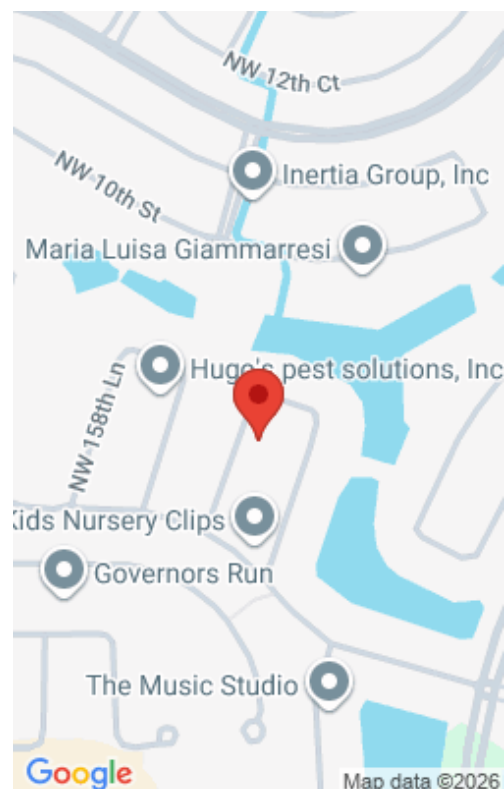 NW 12th Ct
Inertia Group, Inc
NW 10th St
Maria Luisa Giammarresi
Hugo's pest solutions, Inc
NW 158th Ln
Kids Nursery Clips
Governors Run
The Music Studio
Google
Map data ©2026